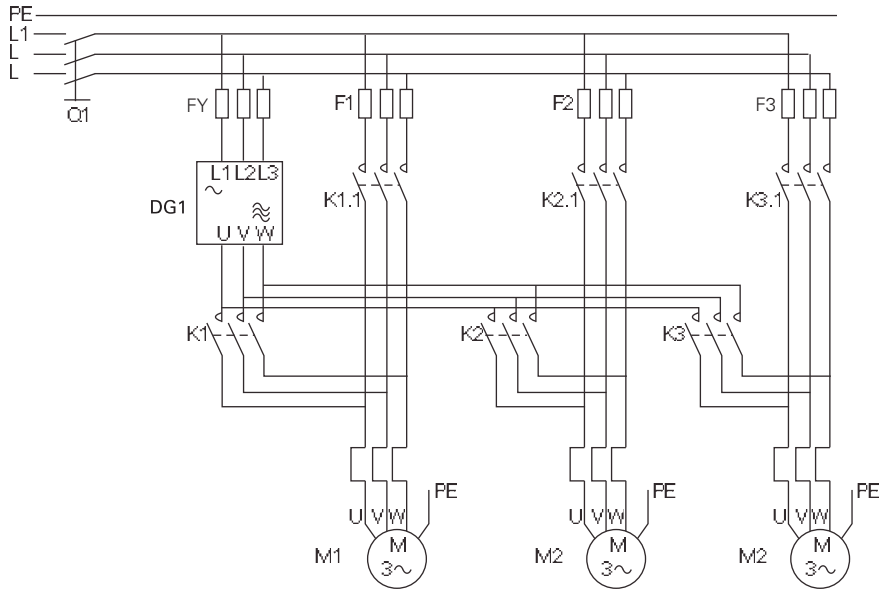 PE
L1
L
L
Q1
FY
F1
F2
F3
L1 L2 L3
K1.1
K2.1
K3.1
DG1
U V W
K1
K2
K3
PE
PE
PE
U V W
U V W
U V W
M1
M
3~
M2
M
3~
M2
M
3~